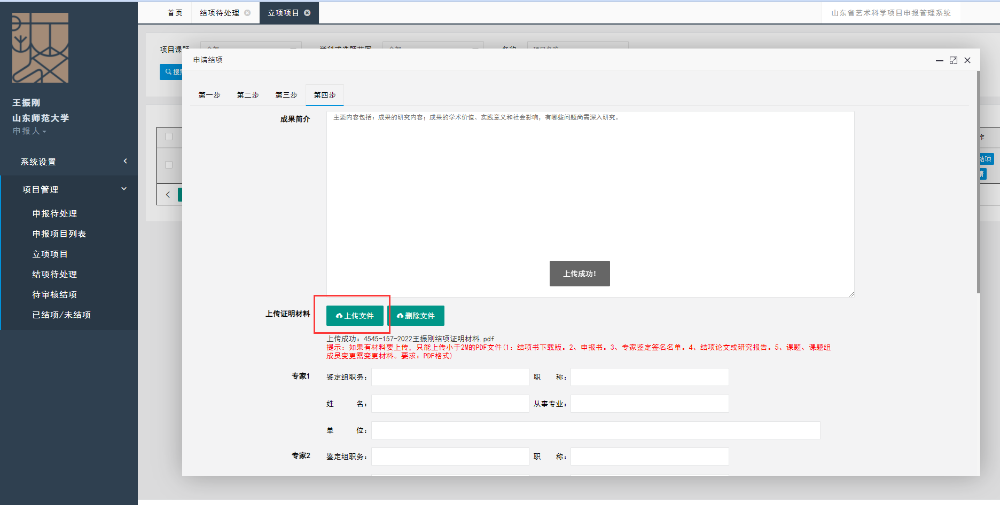 首页
结项待处理
立项项目
山东省艺术科学项目申报管理系统
王振刚
山东师范大学
申报人
系统设置
项目管理
申报待处理
申报项目列表
立项项目
结项待处理
待审核结项
已结项/未结项
项目课题
名称
搜索
申请结项
第一步
第二步
第三步
第四步
成果简介
主要内容包括：成果的研究内容；成果的学术价值、实践意义和社会影响，有哪些问题尚需深入研究。
作
结项
请
上传成功！
上传证明材料
上传文件
删除文件
上传成功：4545-157-2022王振刚结项证明材料.pdf
提示：如果有材料要上传，只能上传小于2M的PDF文件(1：结项书下载版。2、申报书。3、专家鉴定签名名单。4、结项论文或研究报告。5、课题、课题组
成员变更需变更材料。要求：PDF格式)
专家1
鉴定组职务：
职 称：
姓 名：
从事专业：
单 位：
专家2
鉴定组职务：
职 称：